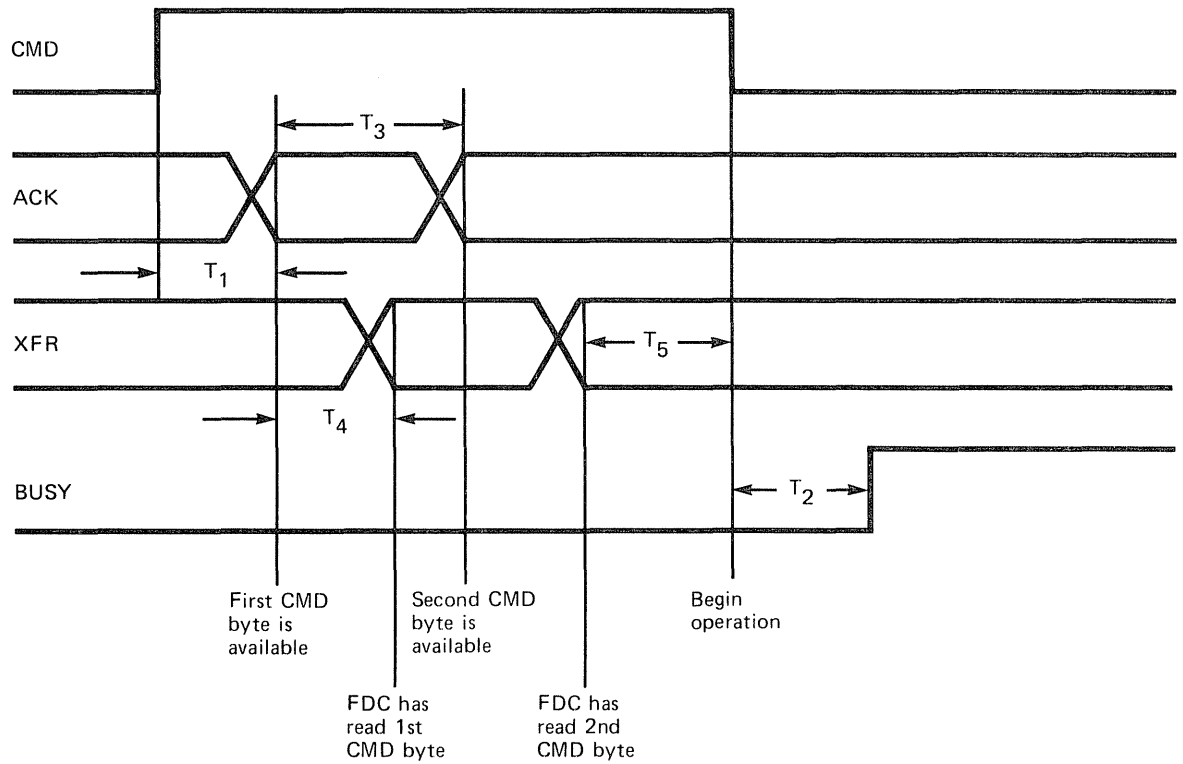 CMD
T3
ACK
T1
XFR
T5
T4
BUSY
T2
First CMD
byte is
available
Second CMD
byte is
available
Begin
operation
FDC has
read 1st
CMD byte
FDC has
read 2nd
CMD byte